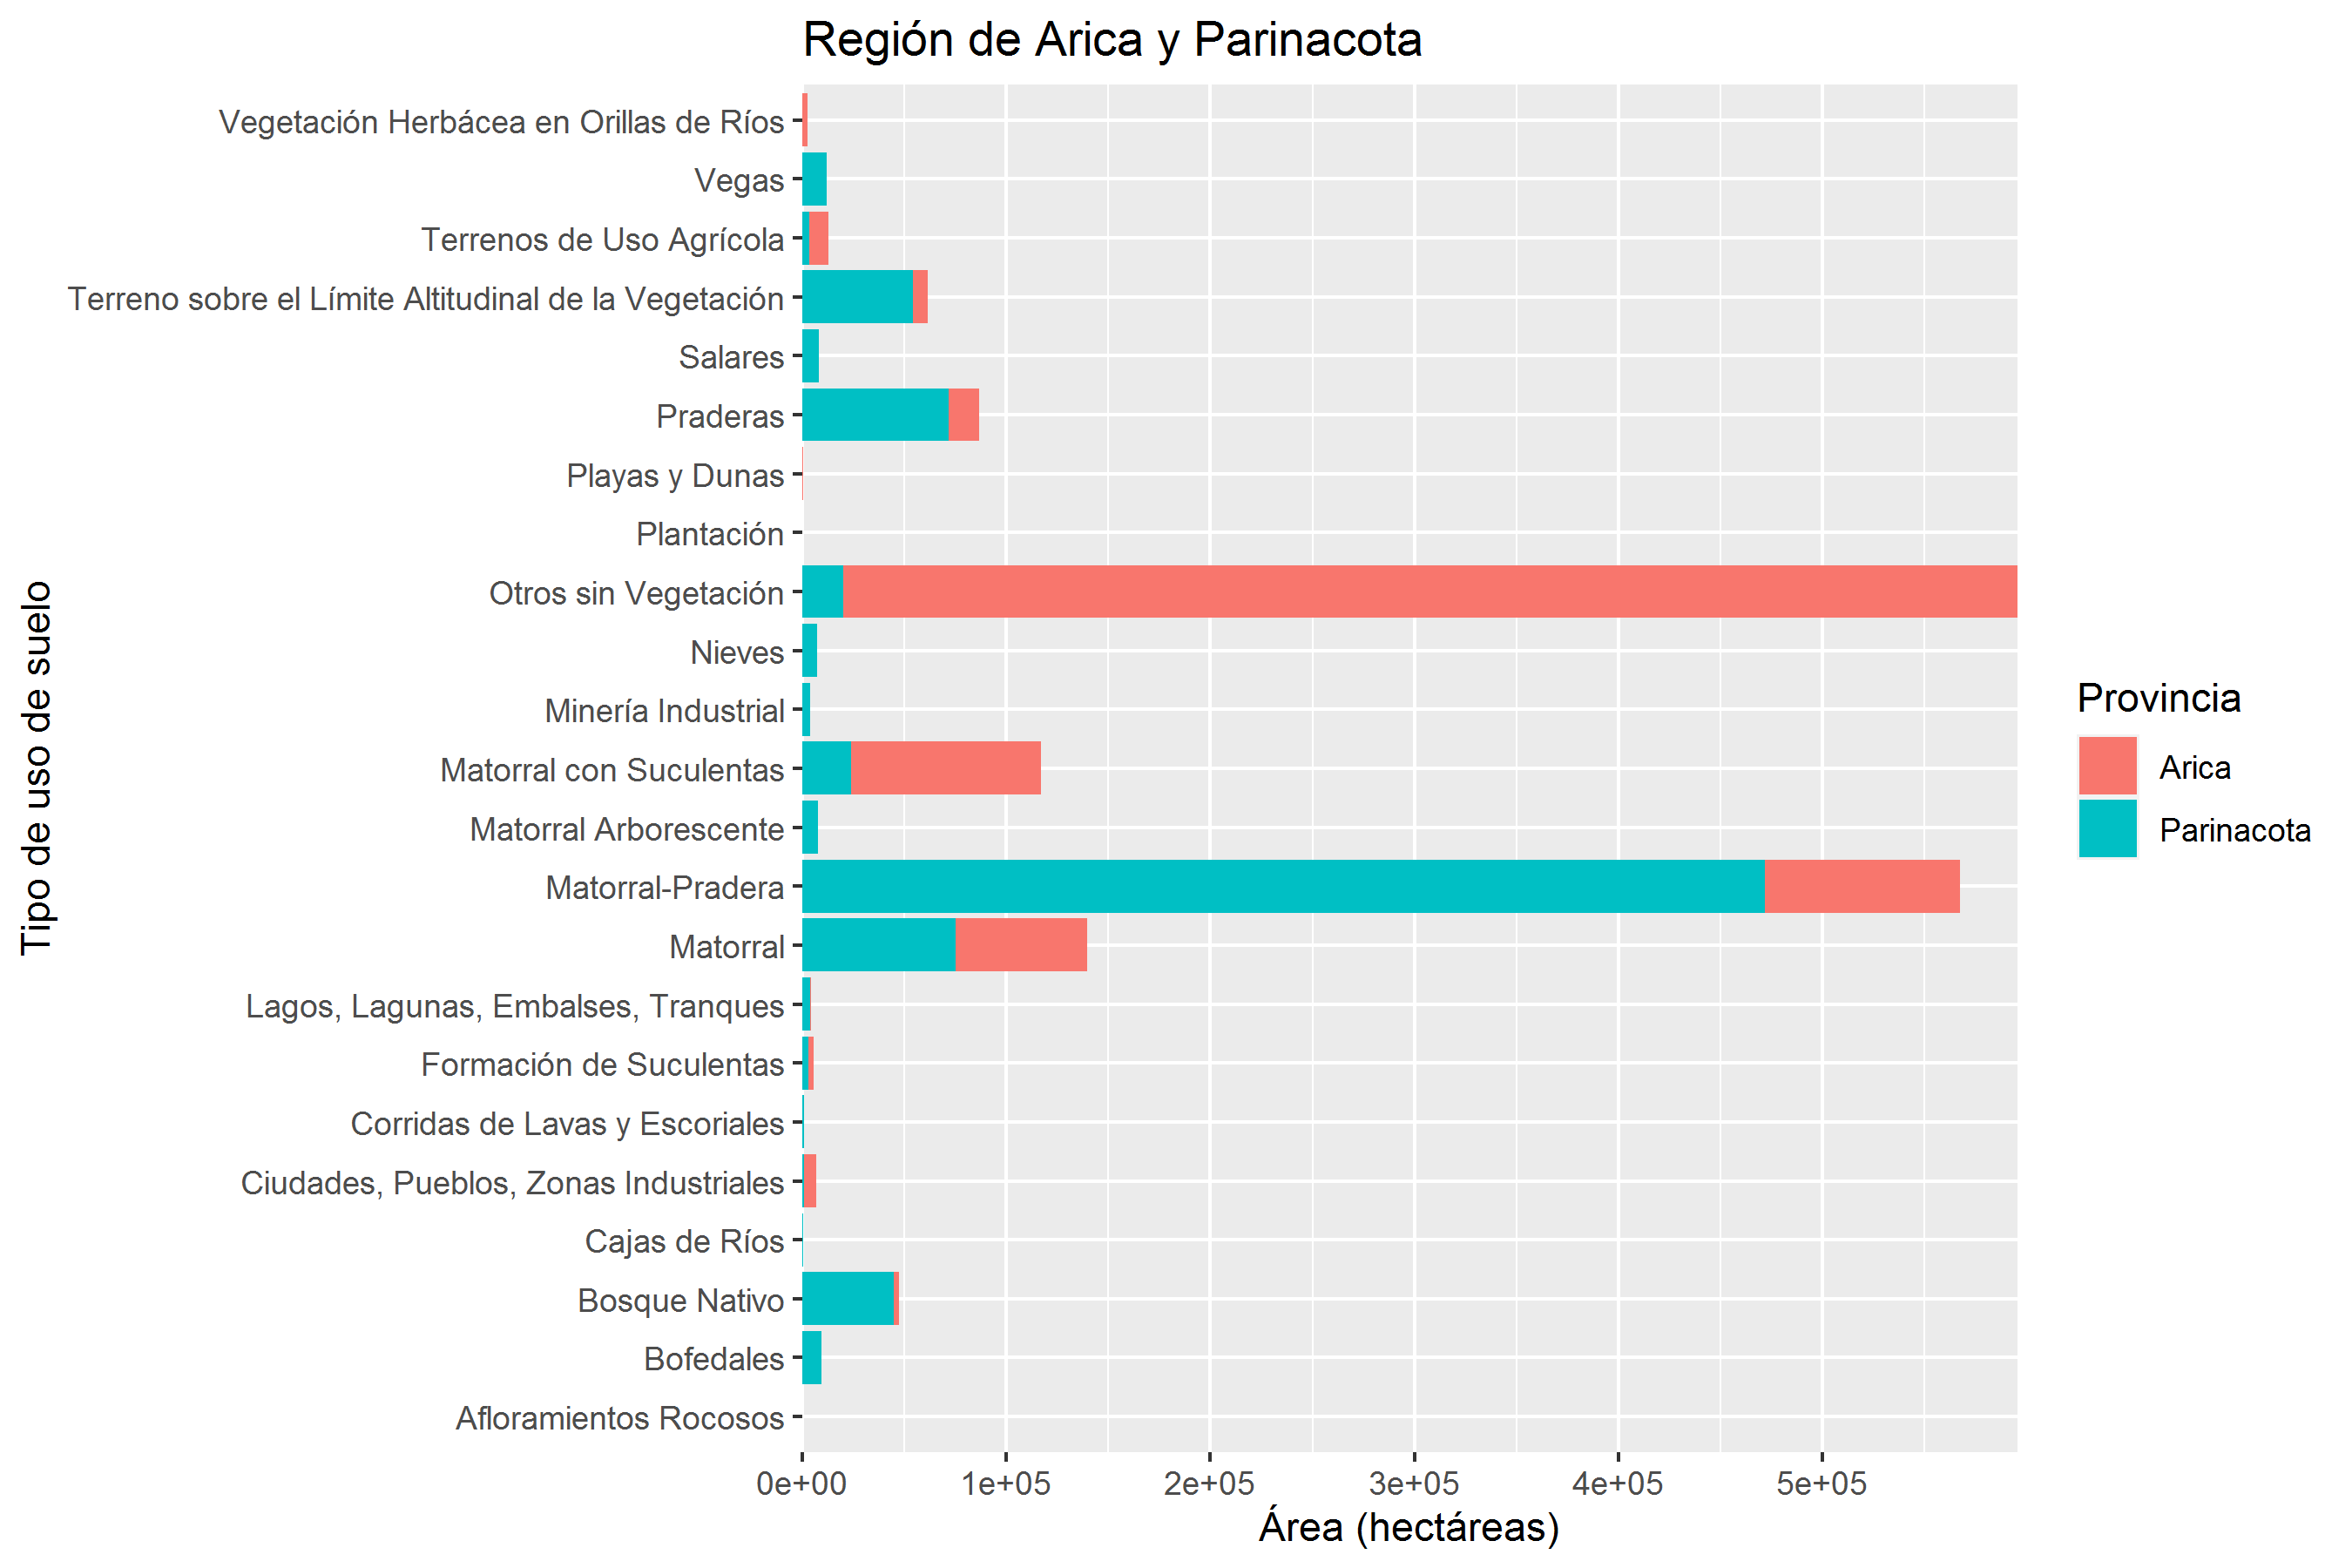 Región de Arica y Parinacota
Vegetación Herbácea en Orillas de Ríos
Vegas
Terrenos de Uso Agrícola
Terreno sobre el Límite Altitudinal de la Vegetación
Salares
Praderas
Playas y Dunas
Plantación
Otros sin Vegetación
Nieves
Minería Industrial
Matorral con Suculentas
Matorral Arborescente
Matorral-Pradera
Matorral
Lagos, Lagunas, Embalses, Tranques
Formación de Suculentas
Corridas de Lavas y Escoriales
Ciudades, Pueblos, Zonas Industriales
Cajas de Ríos
Bosque Nativo
Bofedales
Afloramientos Rocosos
Tipo de uso de suelo
0e+00 1e+05 2e+05 3e+05 4e+05 5e+05
Área (hectáreas)
Provincia
Arica
Parinacota